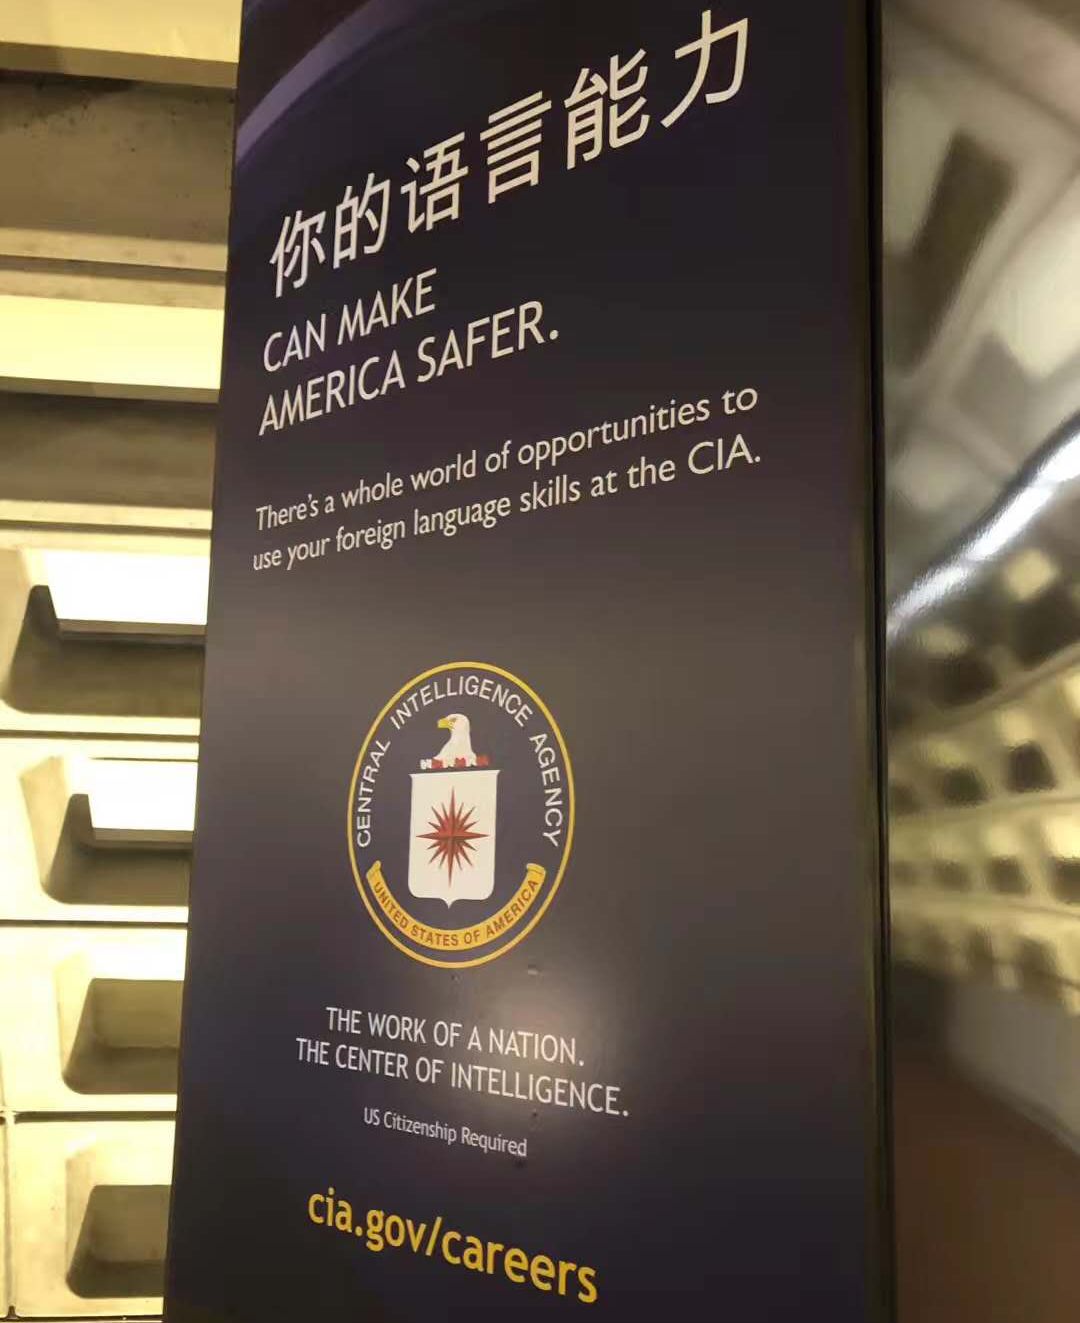 你的语言能力
CAN MAKE
AMERICA SAFER.
There's a whole world of opportunities to
use your foreign language skills at the CIA.
CENTRAL INTELLIGENCE AGENCY
UNITED STATES OF AMERICA
THE WORK OF A NATION.
THE CENTER OF INTELLIGENCE.
US Citizenship Required
cia.gov/careers